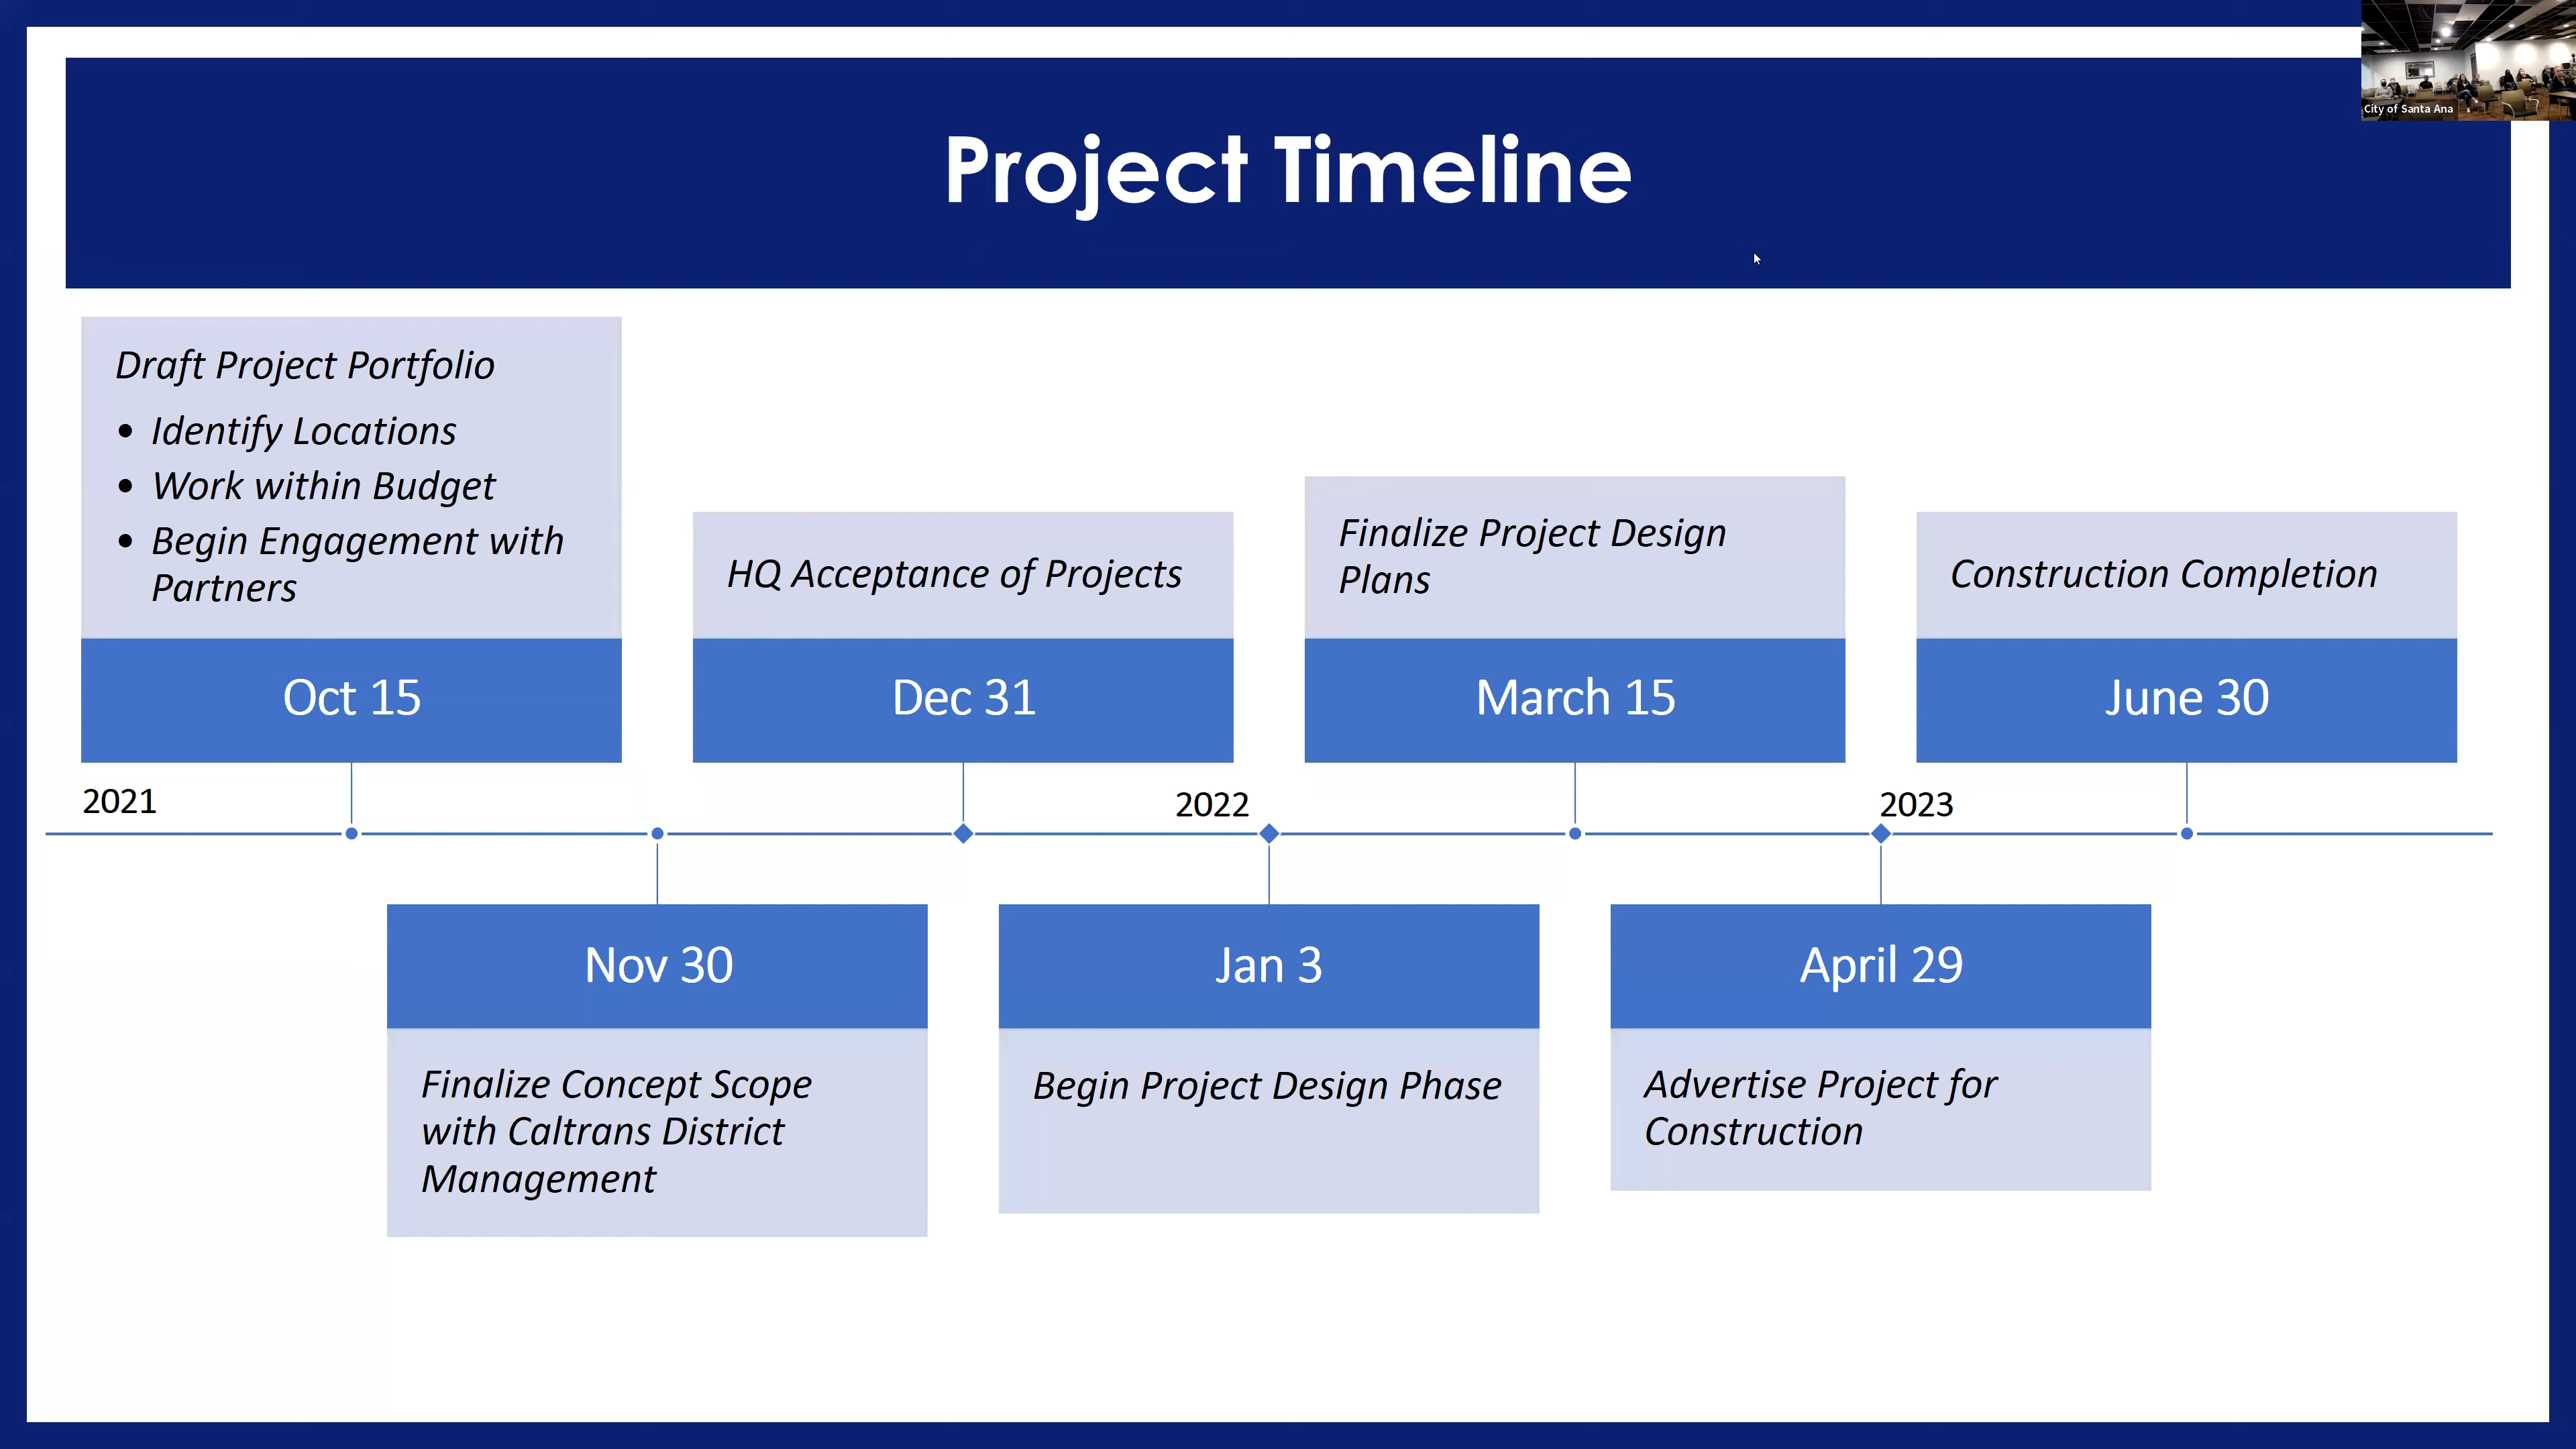 City of Santa Ana
Project Timeline
Draft Project Portfolio
• Identify Locations
• Work within Budget
• Begin Engagement with
Partners
Oct 15
HQ Acceptance of Projects
Dec 31
Finalize Project Design
Plans
March 15
Construction Completion
June 30
2021
2022
2023
Nov 30
Finalize Concept Scope
with Caltrans District
Management
Jan 3
Begin Project Design Phase
April 29
Advertise Project for
Construction